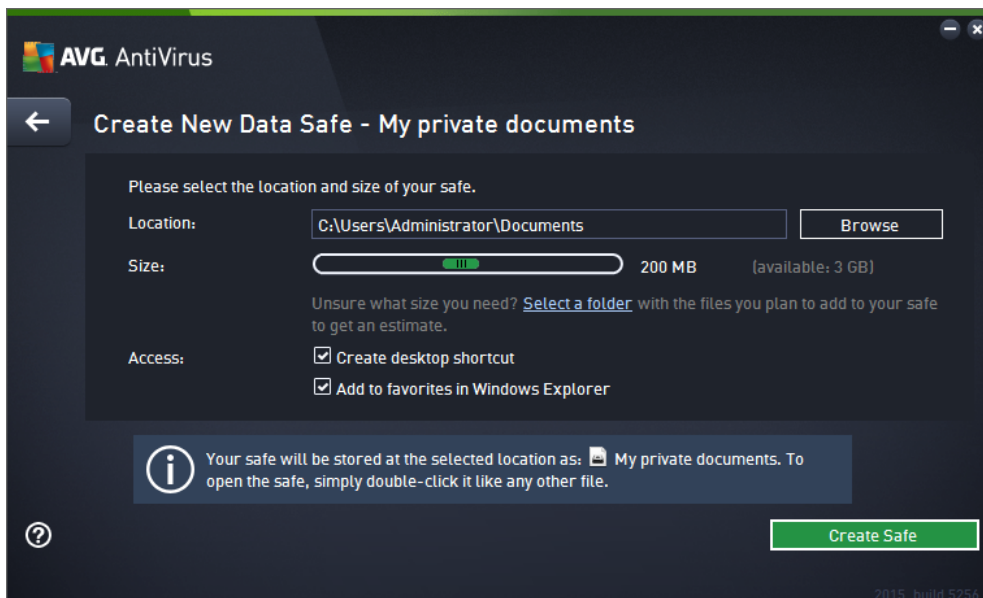 AVG. AntiVirus
Create New Data Safe - My private documents
Please select the location and size of your safe.
Location:
C:\Users\Administrator\Documents
Browse
Size:
200 MB
(available: 3 GB)
Unsure what size you need? Select a folder with the files you plan to add to your safe
to get an estimate.
Access:
Create desktop shortcut
Add to favorites in Windows Explorer
Your safe will be stored at the selected location as: My private documents. To
open the safe, simply double-click it like any other file.
Create Safe
2015, build 5256